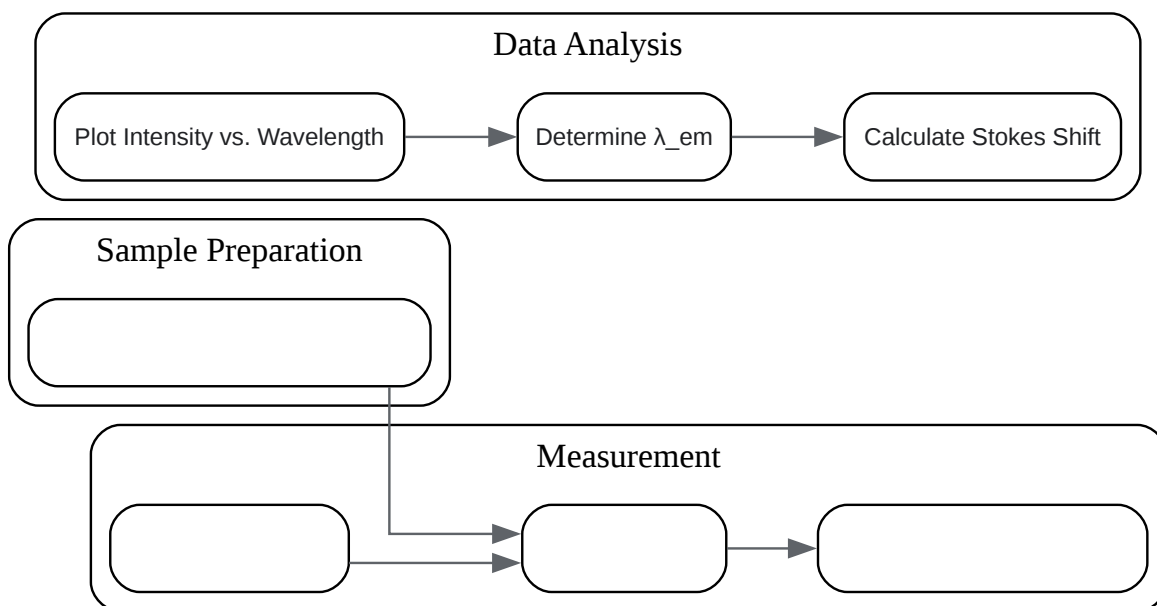 Data Analysis
Plot Intensity vs. Wavelength
Determine λ_em
Calculate Stokes Shift
Sample Preparation
Measurement